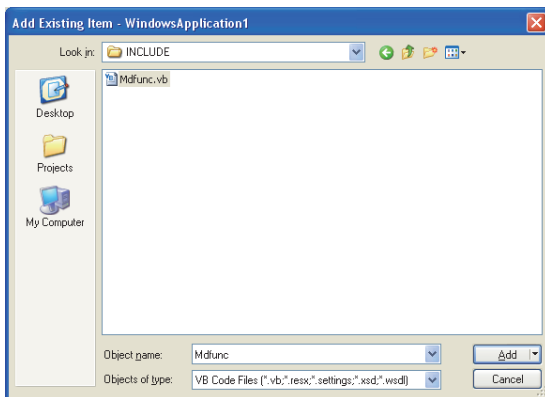 Add Existing Item - WindowsApplication1
Look in: INCLUDE
Mdfunc.vb
Desktop
Projects
My Computer
Object name: Mdfunc Add
Objects of type: VB Code Files (*.vb;*.resx;*.settings;*.xsd;*.wsdl) Cancel